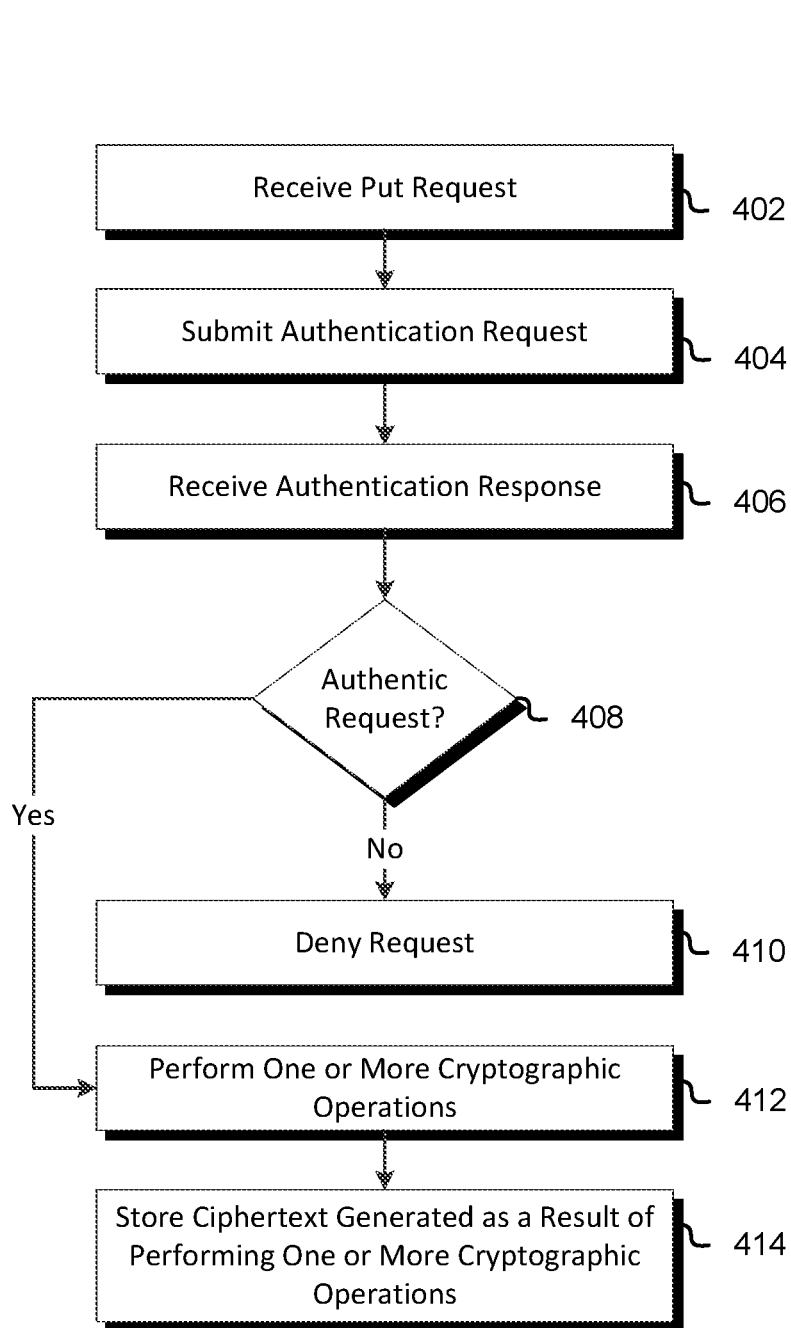 Receive Put Request
402
Submit Authentication Request
404
Receive Authentication Response
406
Authentic
Request?
408
Yes
No
Deny Request
410
Perform One or More Cryptographic
Operations
412
Store Ciphertext Generated as a Result of
Performing One or More Cryptographic
Operations
414